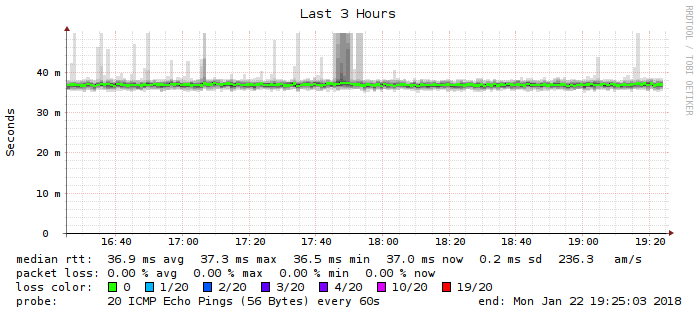 Last 3 Hours
RRDTOOL / TOBI OETIKER
Seconds
40 m
30 m
20 m
10 m
0
16:40 17:00 17:20 17:40 18:00 18:20 18:40 19:00 19:20
median rtt: 36.9 ms avg 37.3 ms max 36.5 ms min 37.0 ms now 0.2 ms sd 236.3 am/s
packet loss: 0.00 % avg 0.00 % max 0.00 % min 0.00 % now
loss color: 0 1/20 2/20 3/20 4/20 10/20 19/20
probe: 20 ICMP Echo Pings (56 Bytes) every 60s end: Mon Jan 22 19:25:03 2018